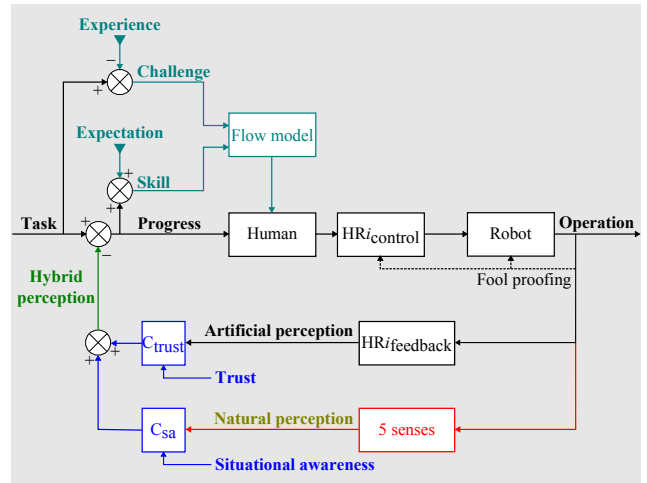 Experience
−
+
Challenge
Flow model
Expectation
+
+
Skill
Task
+
−
Progress
Human
HRicontrol
Robot
Operation
Fool proofing
Hybrid
perception
+
+
Ctrust
Artificial perception
HRifeedback
Trust
Csa
Natural perception
5 senses
Situational awareness